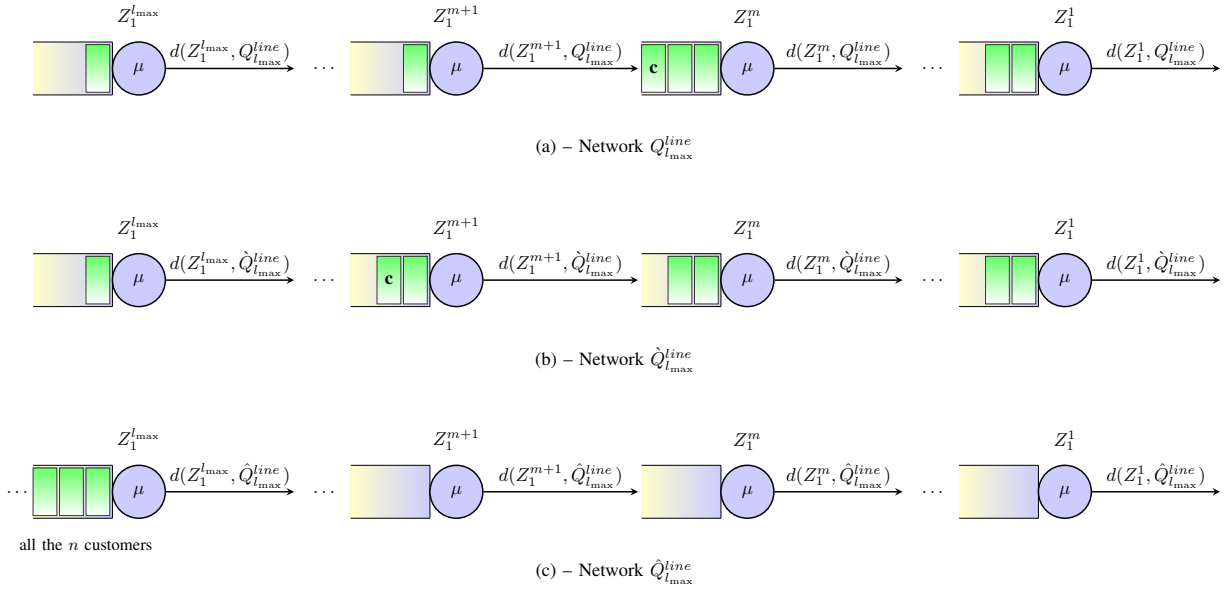 Z_1^{l_max} Z_1^{m+1} Z_1^m Z_1^1
μ d(Z_1^{l_max}, Q_{l_max}^{line}) ⋯ μ d(Z_1^{m+1}, Q_{l_max}^{line}) c μ d(Z_1^m, Q_{l_max}^{line}) ⋯ μ d(Z_1^1, Q_{l_max}^{line})
(a) – Network Q_{l_max}^{line}
Z_1^{l_max} Z_1^{m+1} Z_1^m Z_1^1
μ d(Z_1^{l_max}, Q̀_{l_max}^{line}) ⋯ c μ d(Z_1^{m+1}, Q̀_{l_max}^{line}) μ d(Z_1^m, Q̀_{l_max}^{line}) ⋯ μ d(Z_1^1, Q̀_{l_max}^{line})
(b) – Network Q̀_{l_max}^{line}
Z_1^{l_max} Z_1^{m+1} Z_1^m Z_1^1
⋯ μ d(Z_1^{l_max}, Q̂_{l_max}^{line}) ⋯ μ d(Z_1^{m+1}, Q̂_{l_max}^{line}) μ d(Z_1^m, Q̂_{l_max}^{line}) ⋯ μ d(Z_1^1, Q̂_{l_max}^{line})
all the n customers
(c) – Network Q̂_{l_max}^{line}